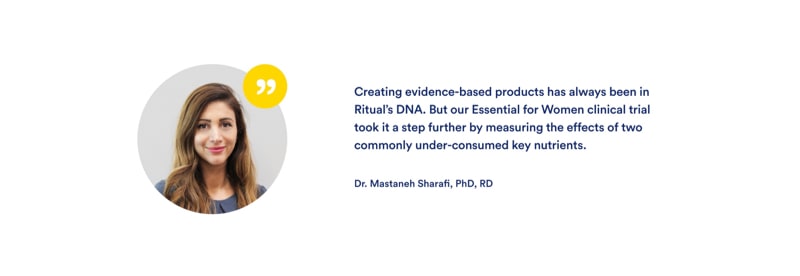 Creating evidence-based products has always been in
Ritual's DNA. But our Essential for Women clinical trial
took it a step further by measuring the effects of two
commonly under-consumed key nutrients.
Dr. Mastaneh Sharafi, PhD, RD